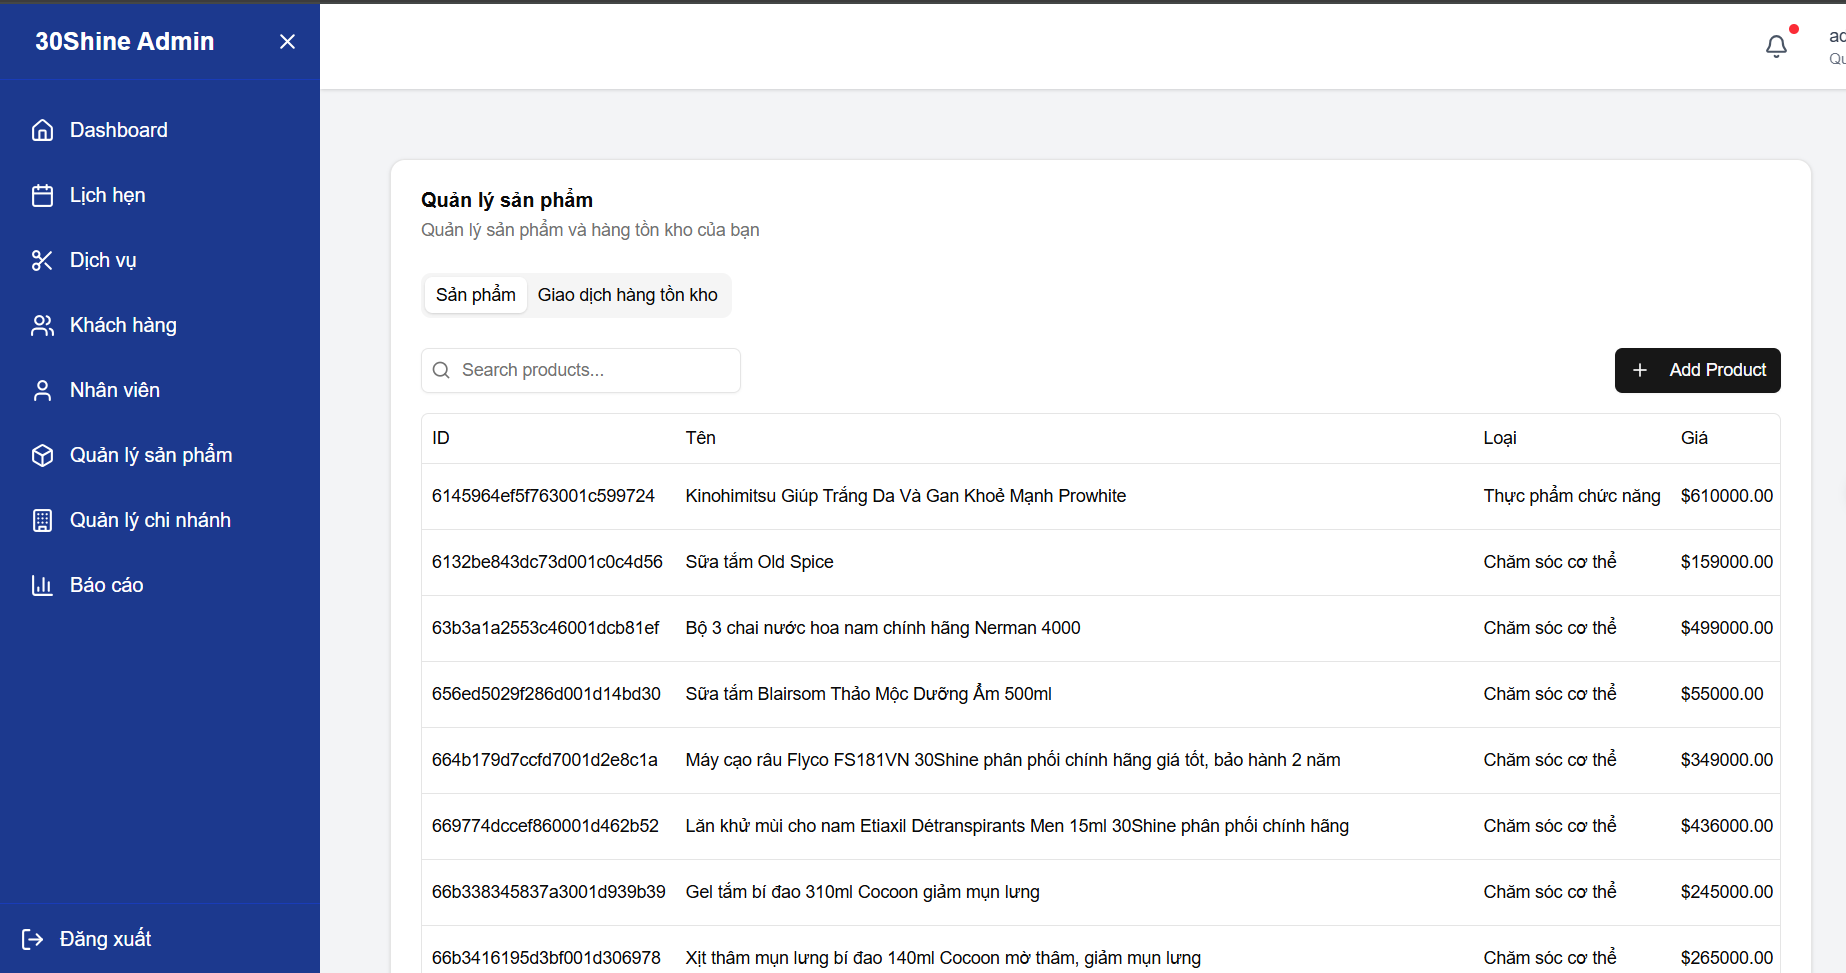 30Shine Admin
Dashboard
Lịch hẹn
Dịch vụ
Khách hàng
Nhân viên
Quản lý sản phẩm
Quản lý chi nhánh
Báo cáo
Đăng xuất
Quản lý sản phẩm
Quản lý sản phẩm và hàng tồn kho của bạn
Sản phẩm Giao dịch hàng tồn kho
Search products...
Add Product
ID Tên Loại Giá
6145964ef5f763001c599724 Kinohimitsu Giúp Trắng Da Và Gan Khoẻ Mạnh Prowhite Thực phẩm chức năng $610000.00
6132be843dc73d001c0c4d56 Sữa tắm Old Spice Chăm sóc cơ thể $159000.00
63b3a1a2553c46001dcb81ef Bộ 3 chai nước hoa nam chính hãng Nerman 4000 Chăm sóc cơ thể $499000.00
656ed5029f286d001d14bd30 Sữa tắm Blairsom Thảo Mộc Dưỡng Ẩm 500ml Chăm sóc cơ thể $55000.00
664b179d7ccfd7001d2e8c1a Máy cạo râu Flyco FS181VN 30Shine phân phối chính hãng giá tốt, bảo hành 2 năm Chăm sóc cơ thể $349000.00
669774dccef860001d462b52 Lăn khử mùi cho nam Etiaxil Détranspirants Men 15ml 30Shine phân phối chính hãng Chăm sóc cơ thể $436000.00
66b338345837a3001d939b39 Gel tắm bí đao 310ml Cocoon giảm mụn lưng Chăm sóc cơ thể $245000.00
66b3416195d3bf001d306978 Xịt thâm mụn lưng bí đao 140ml Cocoon mờ thâm, giảm mụn lưng Chăm sóc cơ thể $265000.00